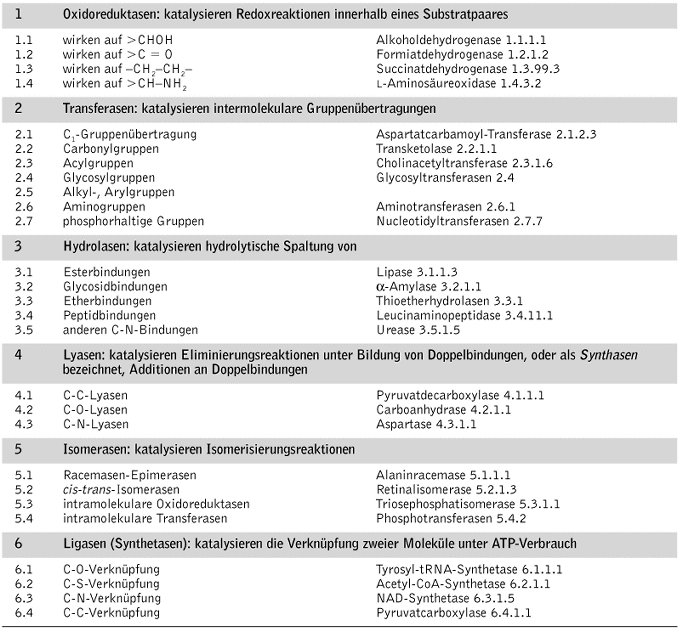 1 Oxidoreduktasen: katalysieren Redoxreaktionen innerhalb eines Substratpaares
1.1 wirken auf >CHOH Alkoholdehydrogenase 1.1.1.1
1.2 wirken auf >C = O Formiatdehydrogenase 1.2.1.2
1.3 wirken auf –CH₂–CH₂– Succinatdehydrogenase 1.3.99.3
1.4 wirken auf >CH–NH₂ L-Aminosäureoxidase 1.4.3.2
2 Transferasen: katalysieren intermolekulare Gruppenübertragungen
2.1 C₁-Gruppenübertragung Aspartatcarbamoyl-Transferase 2.1.2.3
2.2 Carbonylgruppen Transketolase 2.2.1.1
2.3 Acylgruppen Cholinacetyltransferase 2.3.1.6
2.4 Glycosylgruppen Glycosyltransferasen 2.4
2.5 Alkyl-, Arylgruppen
2.6 Aminogruppen Aminotransferasen 2.6.1
2.7 phosphorhaltige Gruppen Nucleotidyltransferasen 2.7.7
3 Hydrolasen: katalysieren hydrolytische Spaltung von
3.1 Esterbindungen Lipase 3.1.1.3
3.2 Glycosidbindungen α-Amylase 3.2.1.1
3.3 Etherbindungen Thioetherhydrolasen 3.3.1
3.4 Peptidbindungen Leucinaminopeptidase 3.4.11.1
3.5 anderen C-N-Bindungen Urease 3.5.1.5
4 Lyasen: katalysieren Eliminierungsreaktionen unter Bildung von Doppelbindungen, oder als Synthasen
bezeichnet, Additionen an Doppelbindungen
4.1 C-C-Lyasen Pyruvatdecarboxylase 4.1.1.1
4.2 C-O-Lyasen Carboanhydrase 4.2.1.1
4.3 C-N-Lyasen Aspartase 4.3.1.1
5 Isomerasen: katalysieren Isomerisierungsreaktionen
5.1 Racemasen-Epimerasen Alaninracemase 5.1.1.1
5.2 cis-trans-Isomerasen Retinalisomerase 5.2.1.3
5.3 intramolekulare Oxidoreduktasen Triosephosphatisomerase 5.3.1.1
5.4 intramolekulare Transferasen Phosphotransferasen 5.4.2
6 Ligasen (Synthetasen): katalysieren die Verknüpfung zweier Moleküle unter ATP-Verbrauch
6.1 C-O-Verknüpfung Tyrosyl-tRNA-Synthetase 6.1.1.1
6.2 C-S-Verknüpfung Acetyl-CoA-Synthetase 6.2.1.1
6.3 C-N-Verknüpfung NAD-Synthetase 6.3.1.5
6.4 C-C-Verknüpfung Pyruvatcarboxylase 6.4.1.1